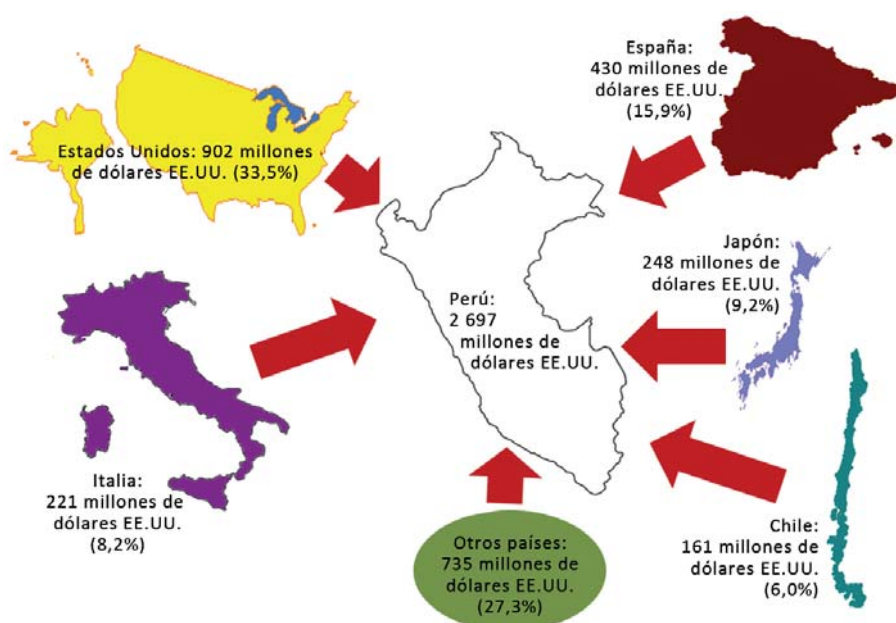 España:
430 millones de
dólares EE.UU.
(15,9%)
Estados Unidos: 902 millones
de dólares EE.UU. (33,5%)
Japón:
248 millones de
dólares EE.UU.
(9,2%)
Perú:
2 697
millones de
dólares EE.UU.
Italia:
221 millones de
dólares EE.UU.
(8,2%)
Otros países:
735 millones de
dólares EE.UU.
(27,3%)
Chile:
161 millones de
dólares EE.UU.
(6,0%)